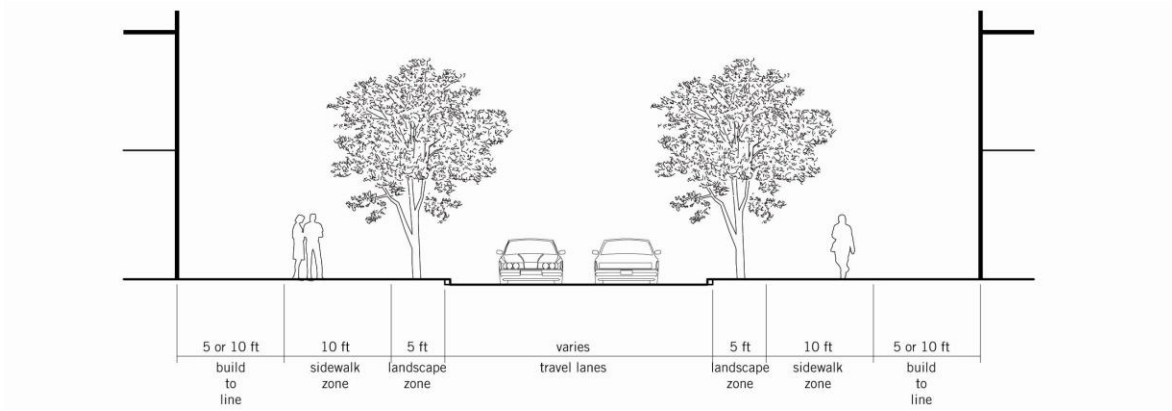 5 or 10 ft 10 ft 5 ft varies 5 ft 10 ft 5 or 10 ft
build sidewalk landscape travel lanes landscape sidewalk build
to zone zone zone zone to
line line